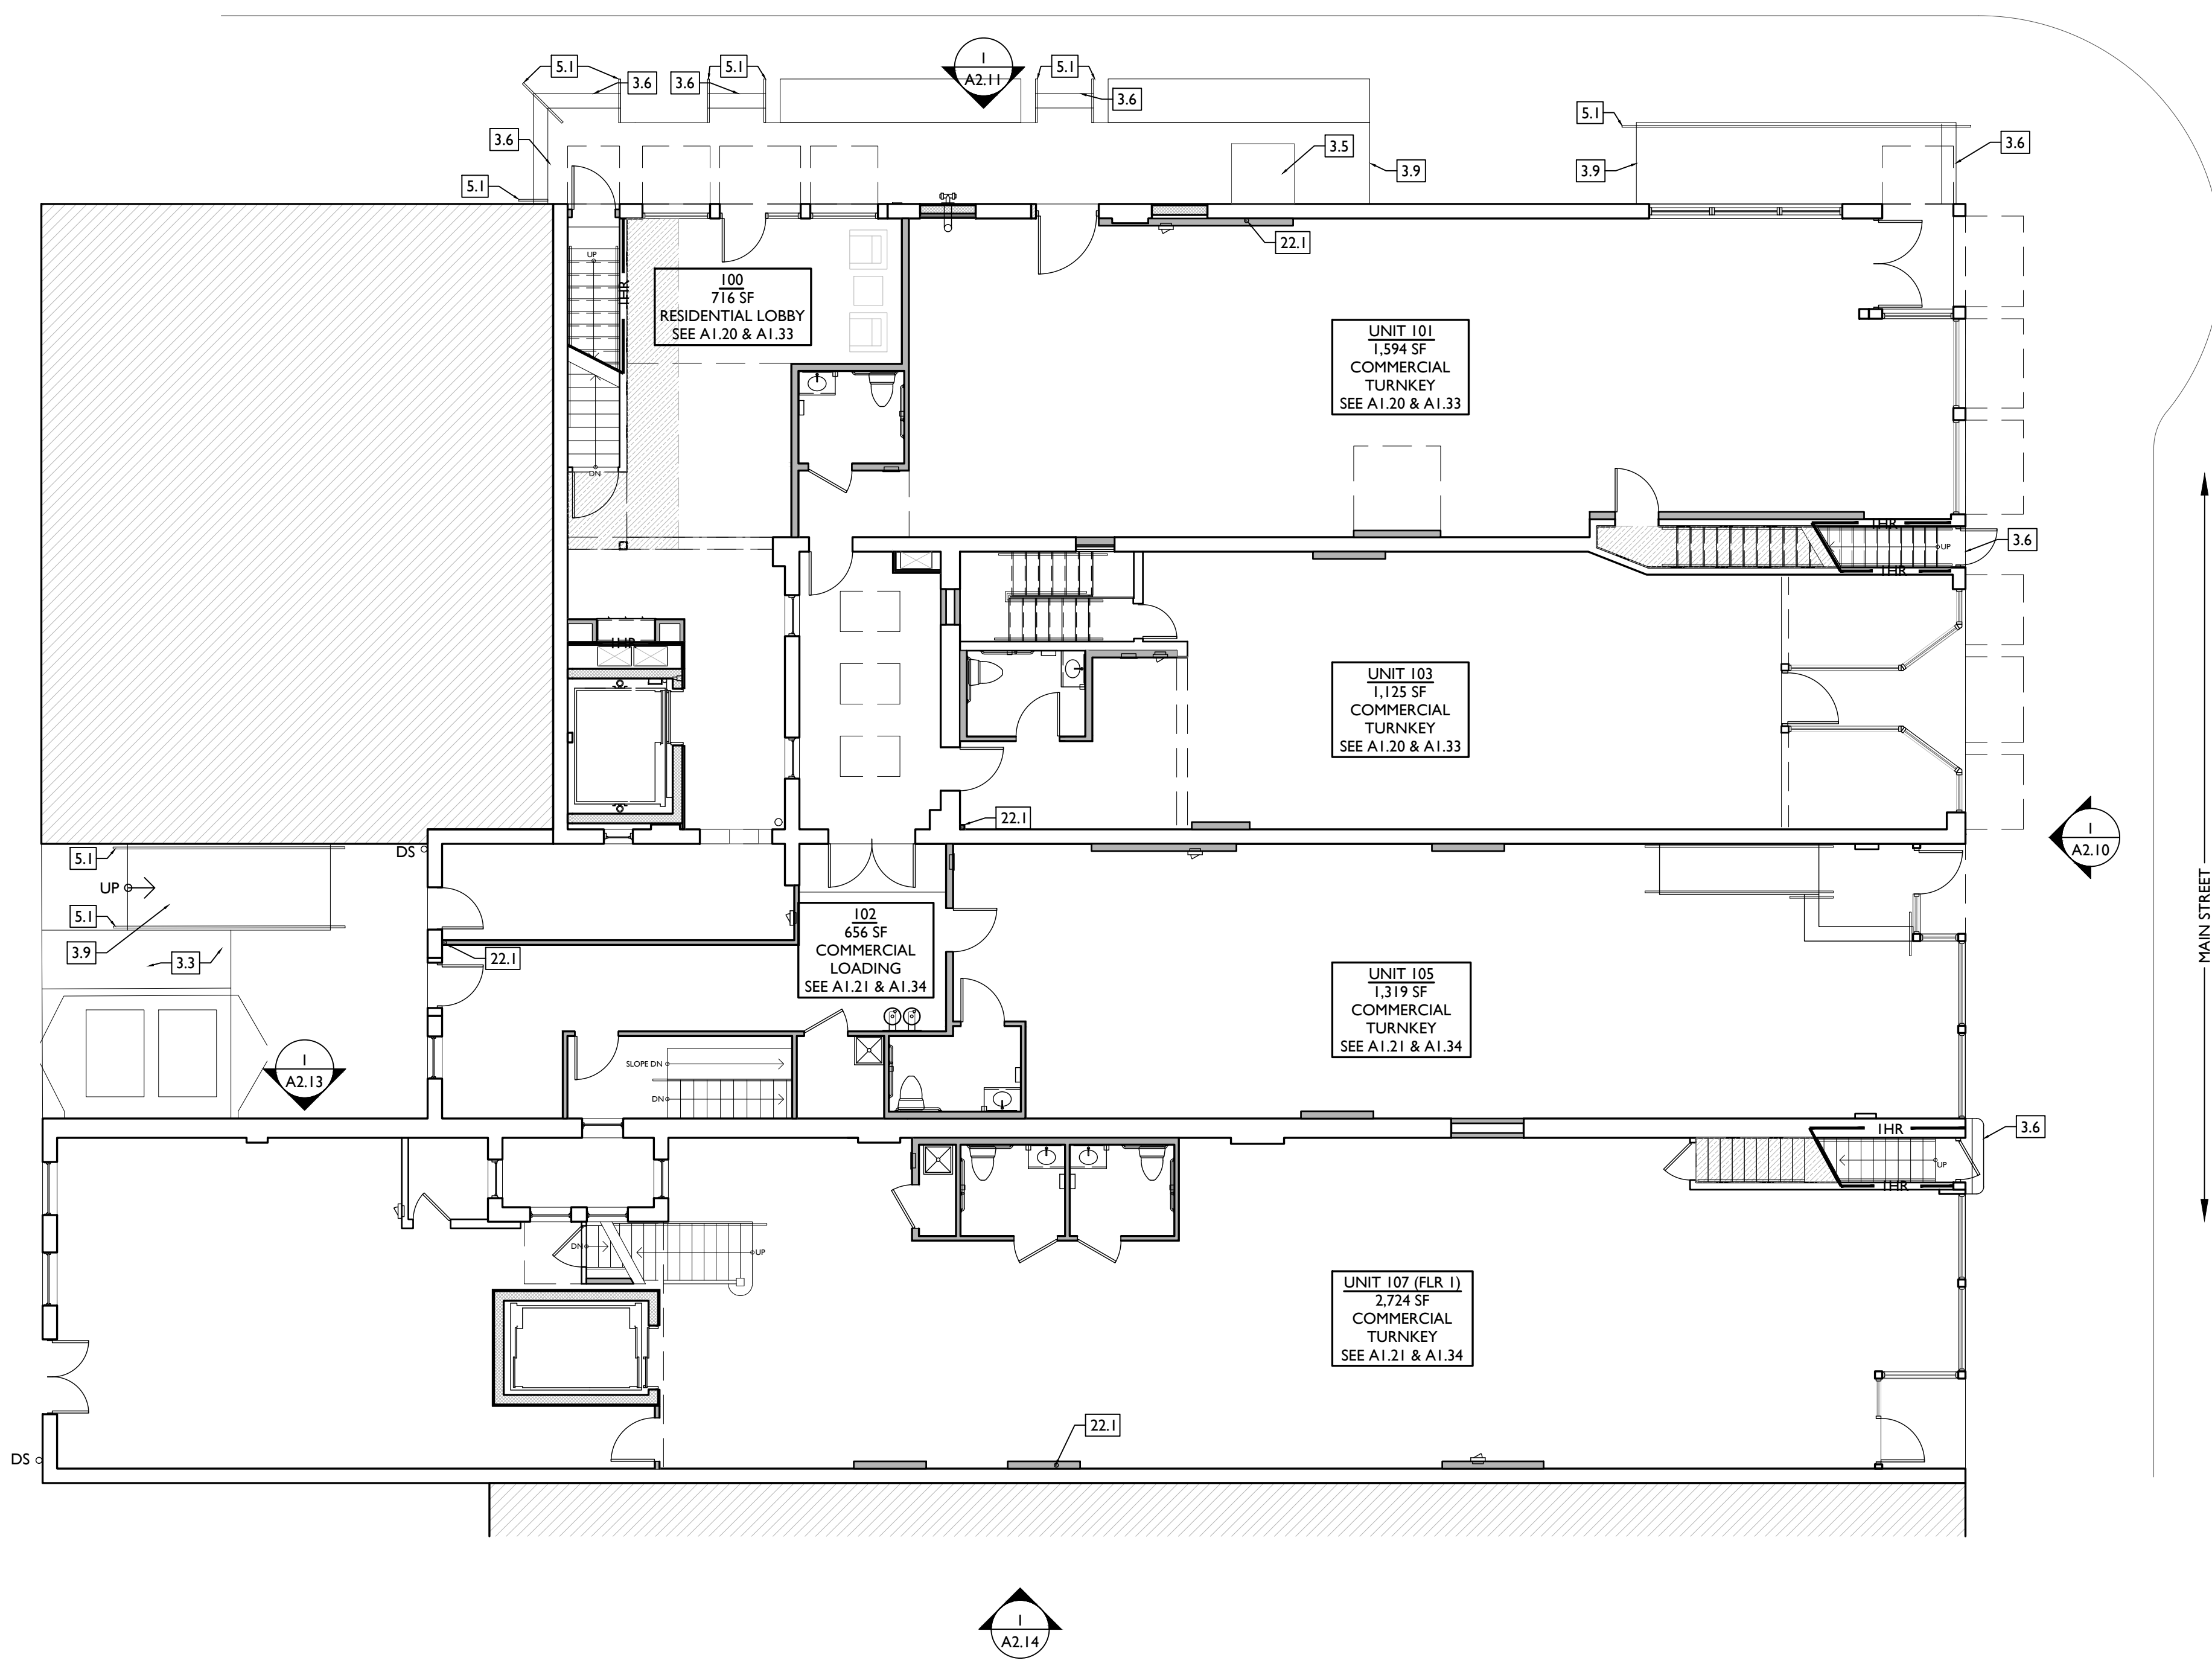 1
A2.11
5.1
3.6
3.6
5.1
5.1
3.6
5.1
3.6
3.5
3.9
3.9
3.6
5.1
22.1
UP
1HR
100
716 SF
RESIDENTIAL LOBBY
SEE A1.20 & A1.33
UNIT 101
1,594 SF
COMMERCIAL
TURNKEY
SEE A1.20 & A1.33
DN
1HR
UP
3.6
1HR
1HR
UNIT 103
1,125 SF
COMMERCIAL
TURNKEY
SEE A1.20 & A1.33
22.1
1
A2.10
MAIN STREET
5.1
DS
UP
5.1
3.9
3.3
22.1
102
656 SF
COMMERCIAL
LOADING
SEE A1.21 & A1.34
UNIT 105
1,319 SF
COMMERCIAL
TURNKEY
SEE A1.21 & A1.34
1
A2.13
SLOPE DN
DN
1HR
3.6
UP
1HR
DN
UP
UNIT 107 (FLR 1)
2,724 SF
COMMERCIAL
TURNKEY
SEE A1.21 & A1.34
22.1
DS
1
A2.14